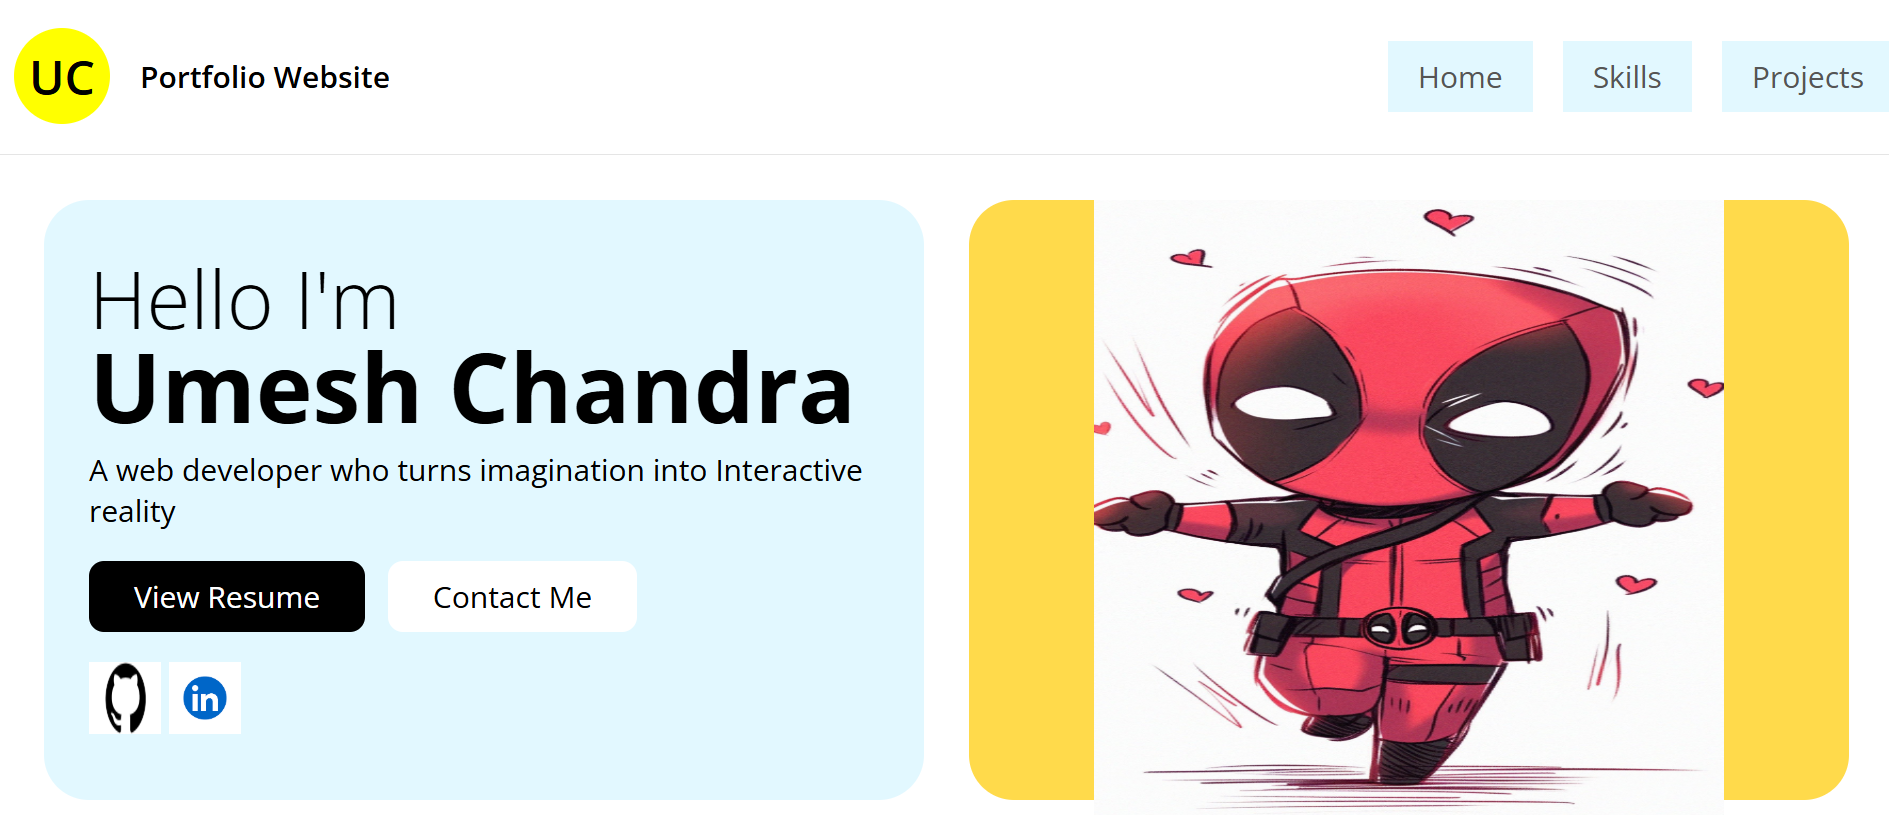 UC
Portfolio Website
Home
Skills
Projects
Hello I'm
Umesh Chandra
A web developer who turns imagination into Interactive
reality
View Resume
Contact Me
in